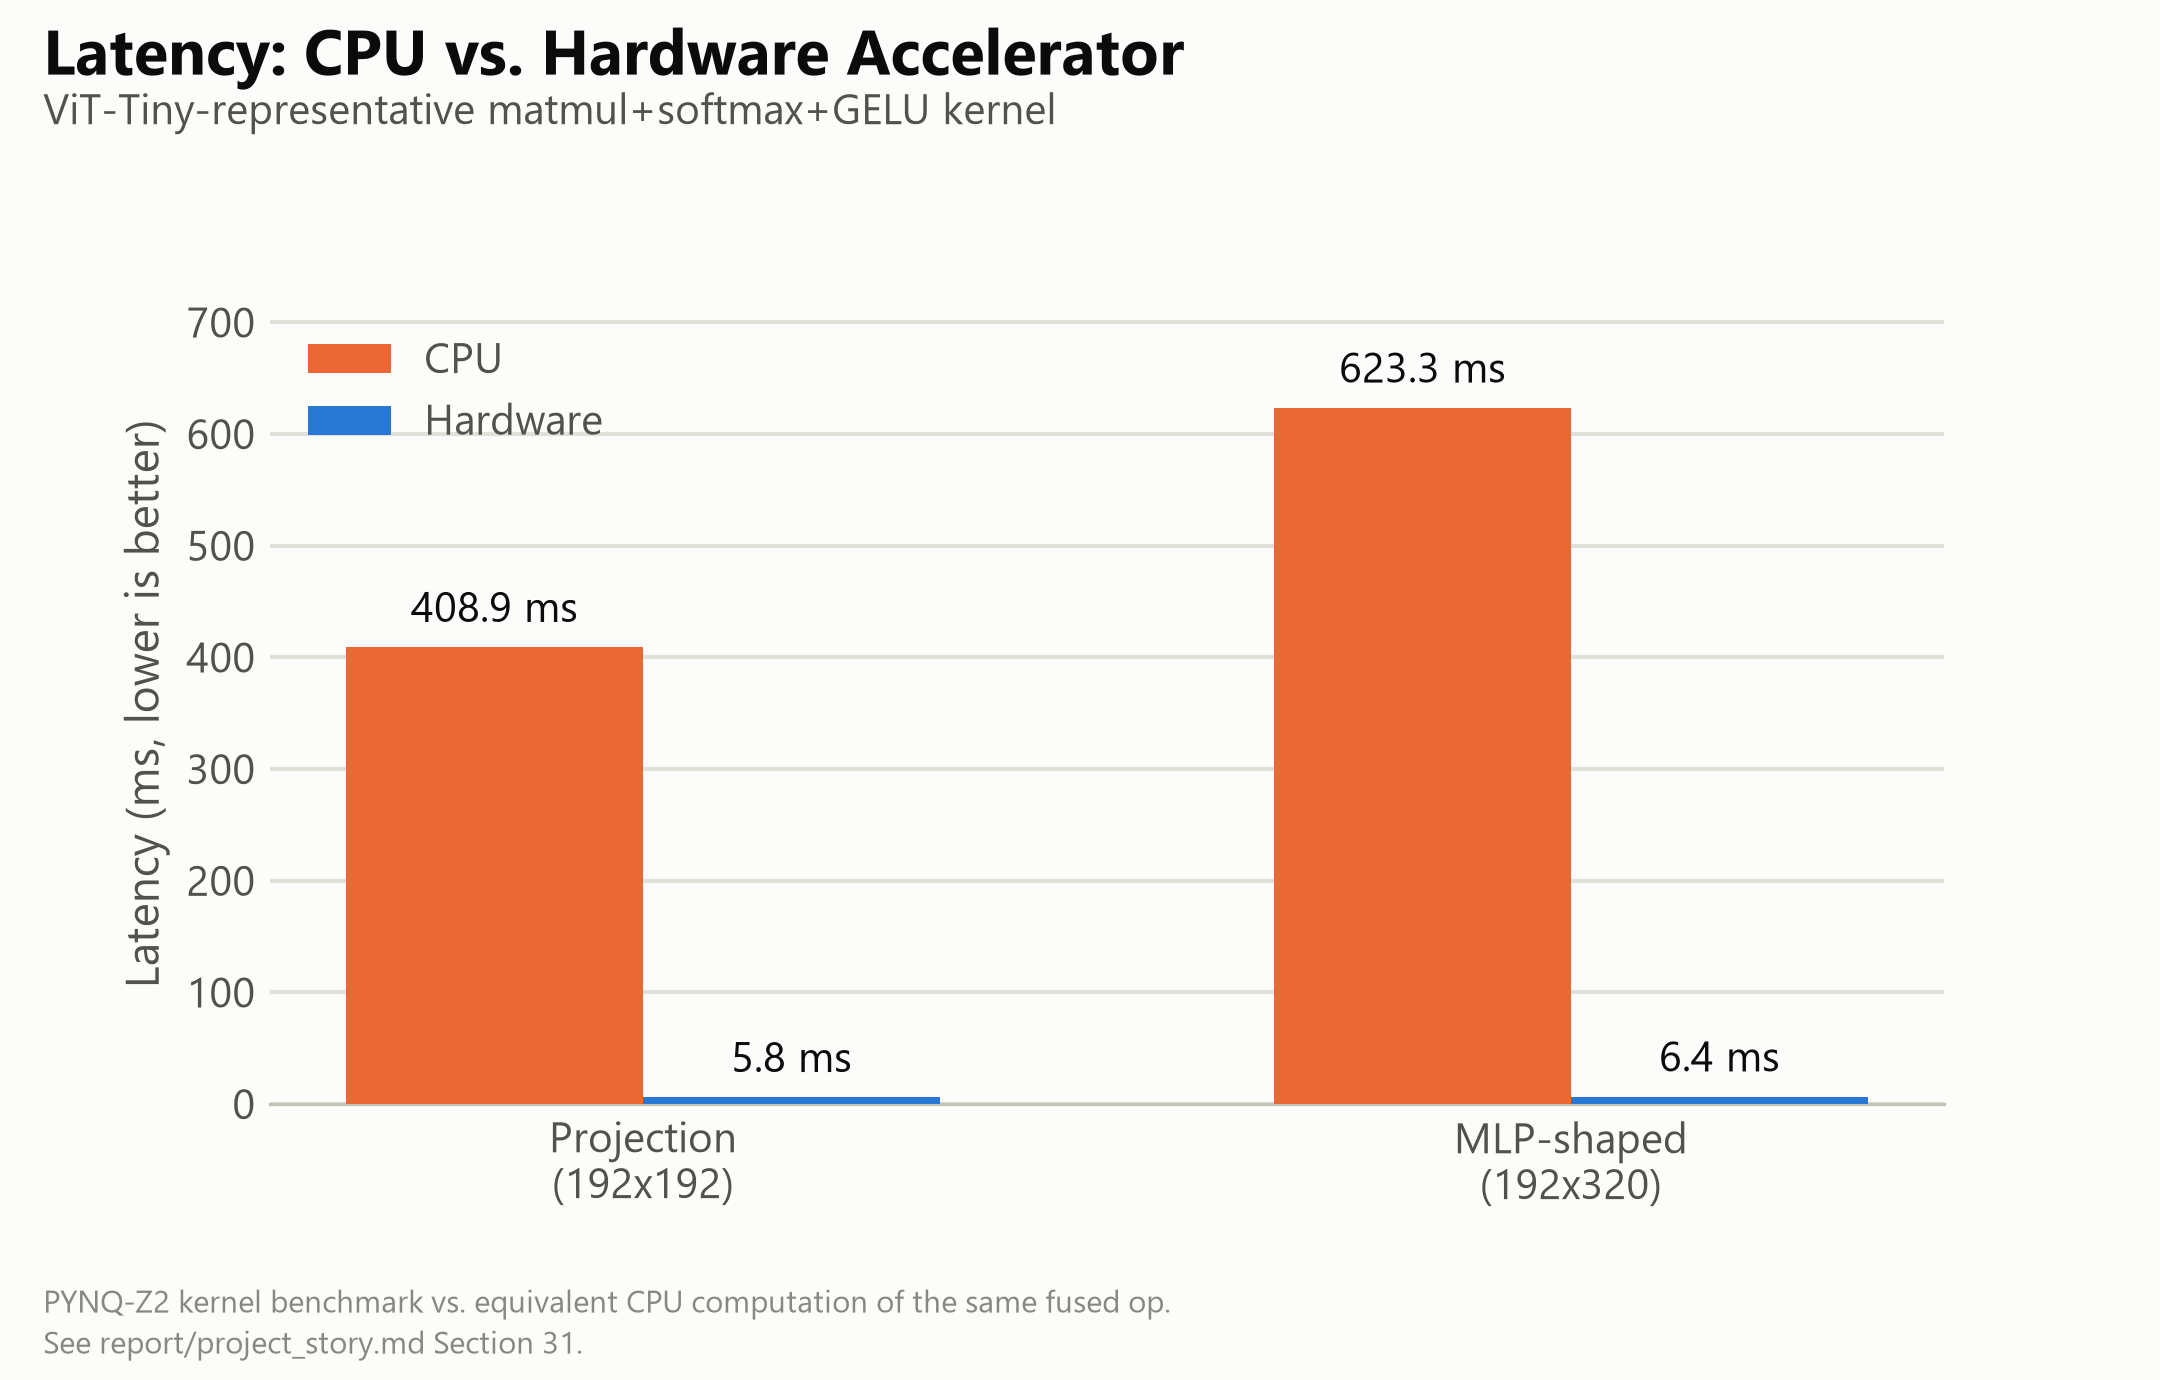 Latency: CPU vs. Hardware Accelerator
ViT-Tiny-representative matmul+softmax+GELU kernel
Latency (ms, lower is better)
700
600
500
400
300
200
100
0
CPU
Hardware
408.9 ms
5.8 ms
623.3 ms
6.4 ms
Projection
(192x192)
MLP-shaped
(192x320)
PYNQ-Z2 kernel benchmark vs. equivalent CPU computation of the same fused op.
See report/project_story.md Section 31.